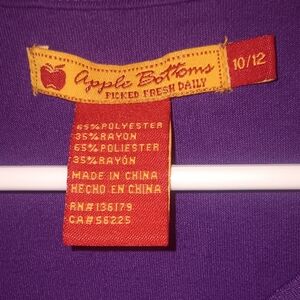 Apple Bottoms
PICKED FRESH DAILY
10/12
65% POLYESTER
35% RAYON
65% POLIESTER
35% RAYÓN
MADE IN CHINA
HECHO EN CHINA
RN# 136179
CA# 56225